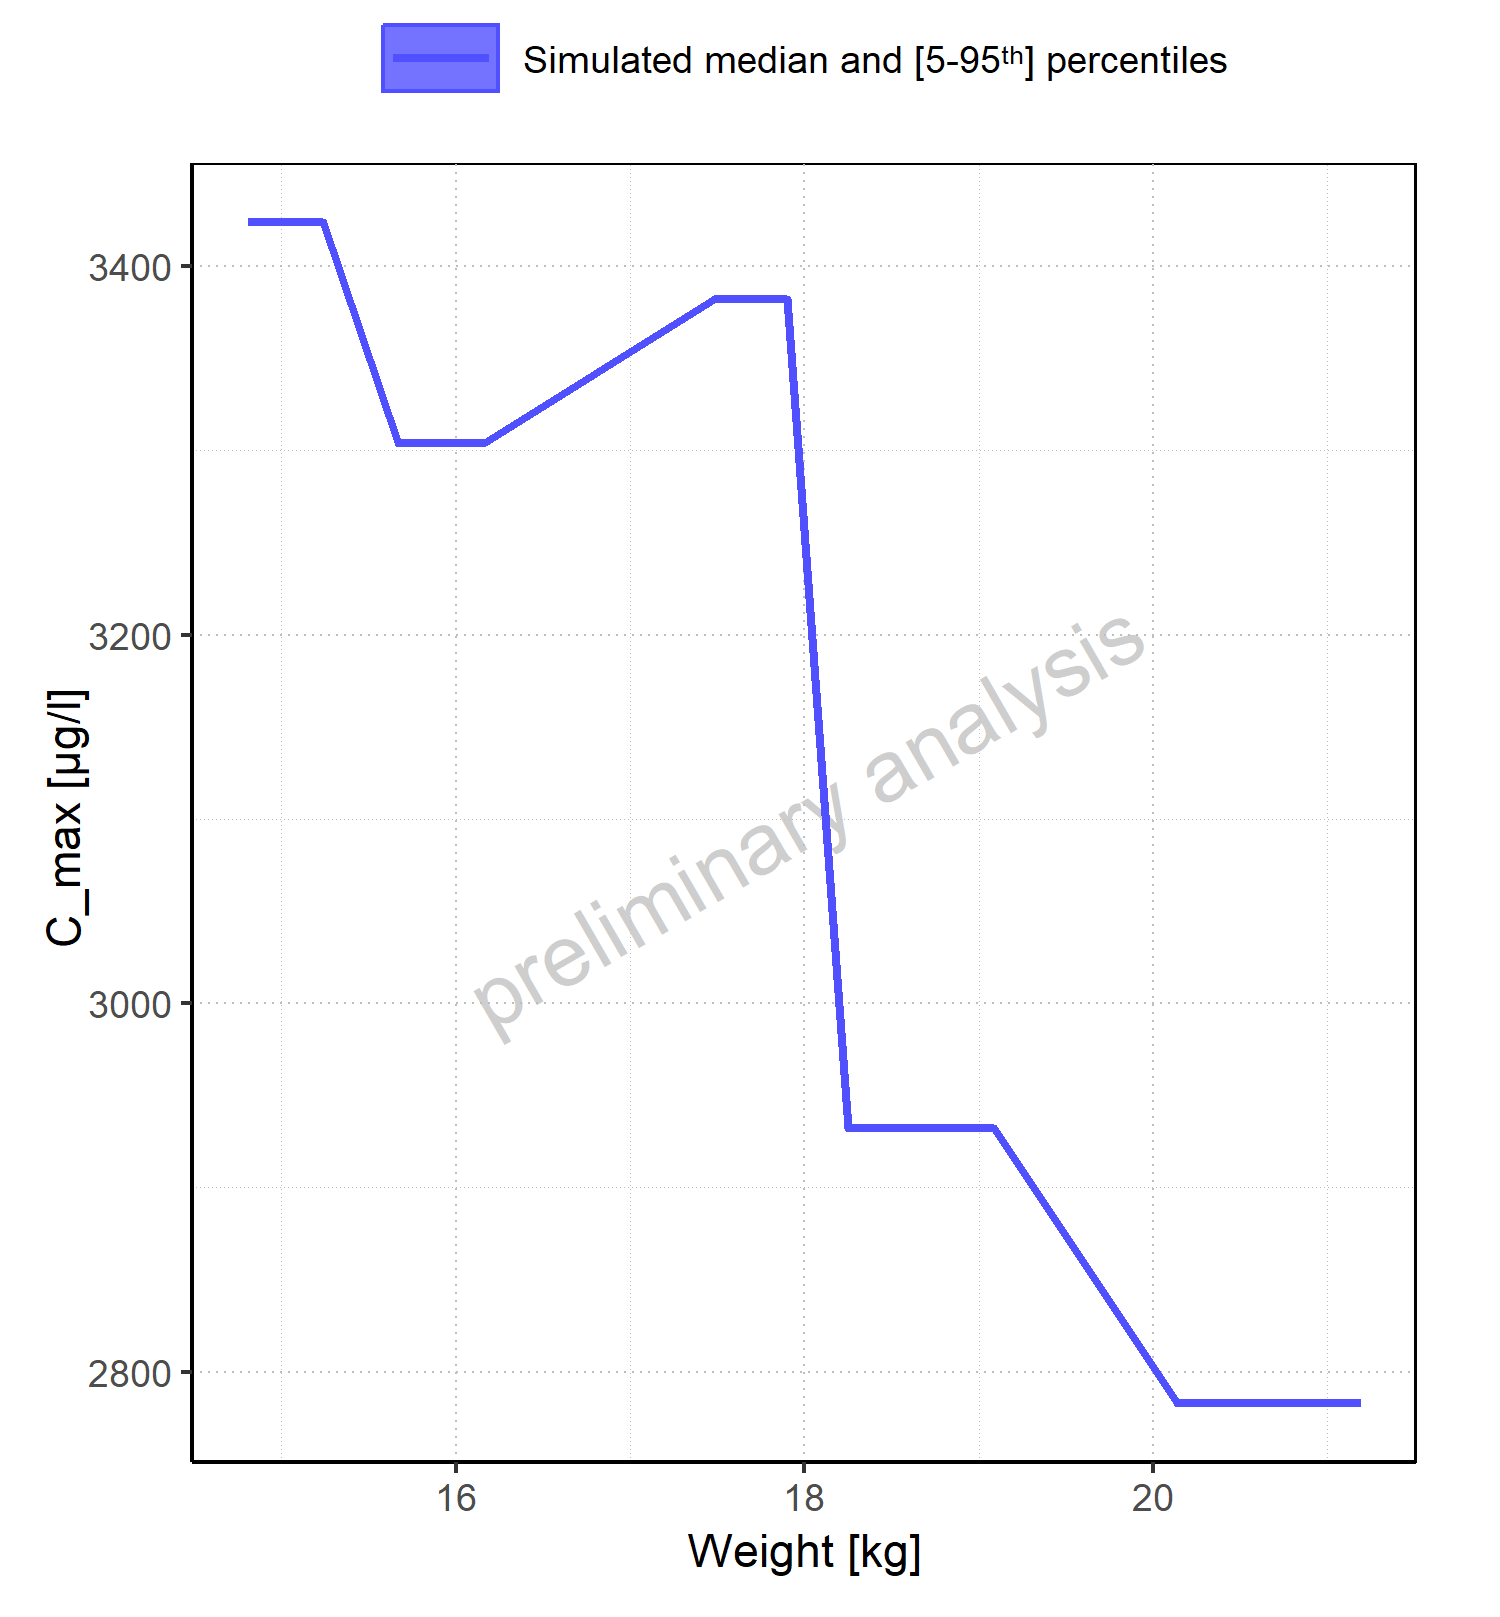 Simulated median and [5-95ᵗʰ] percentiles
3400
3200
3000
2800
C_max [µg/l]
preliminary analysis
16 18 20
Weight [kg]